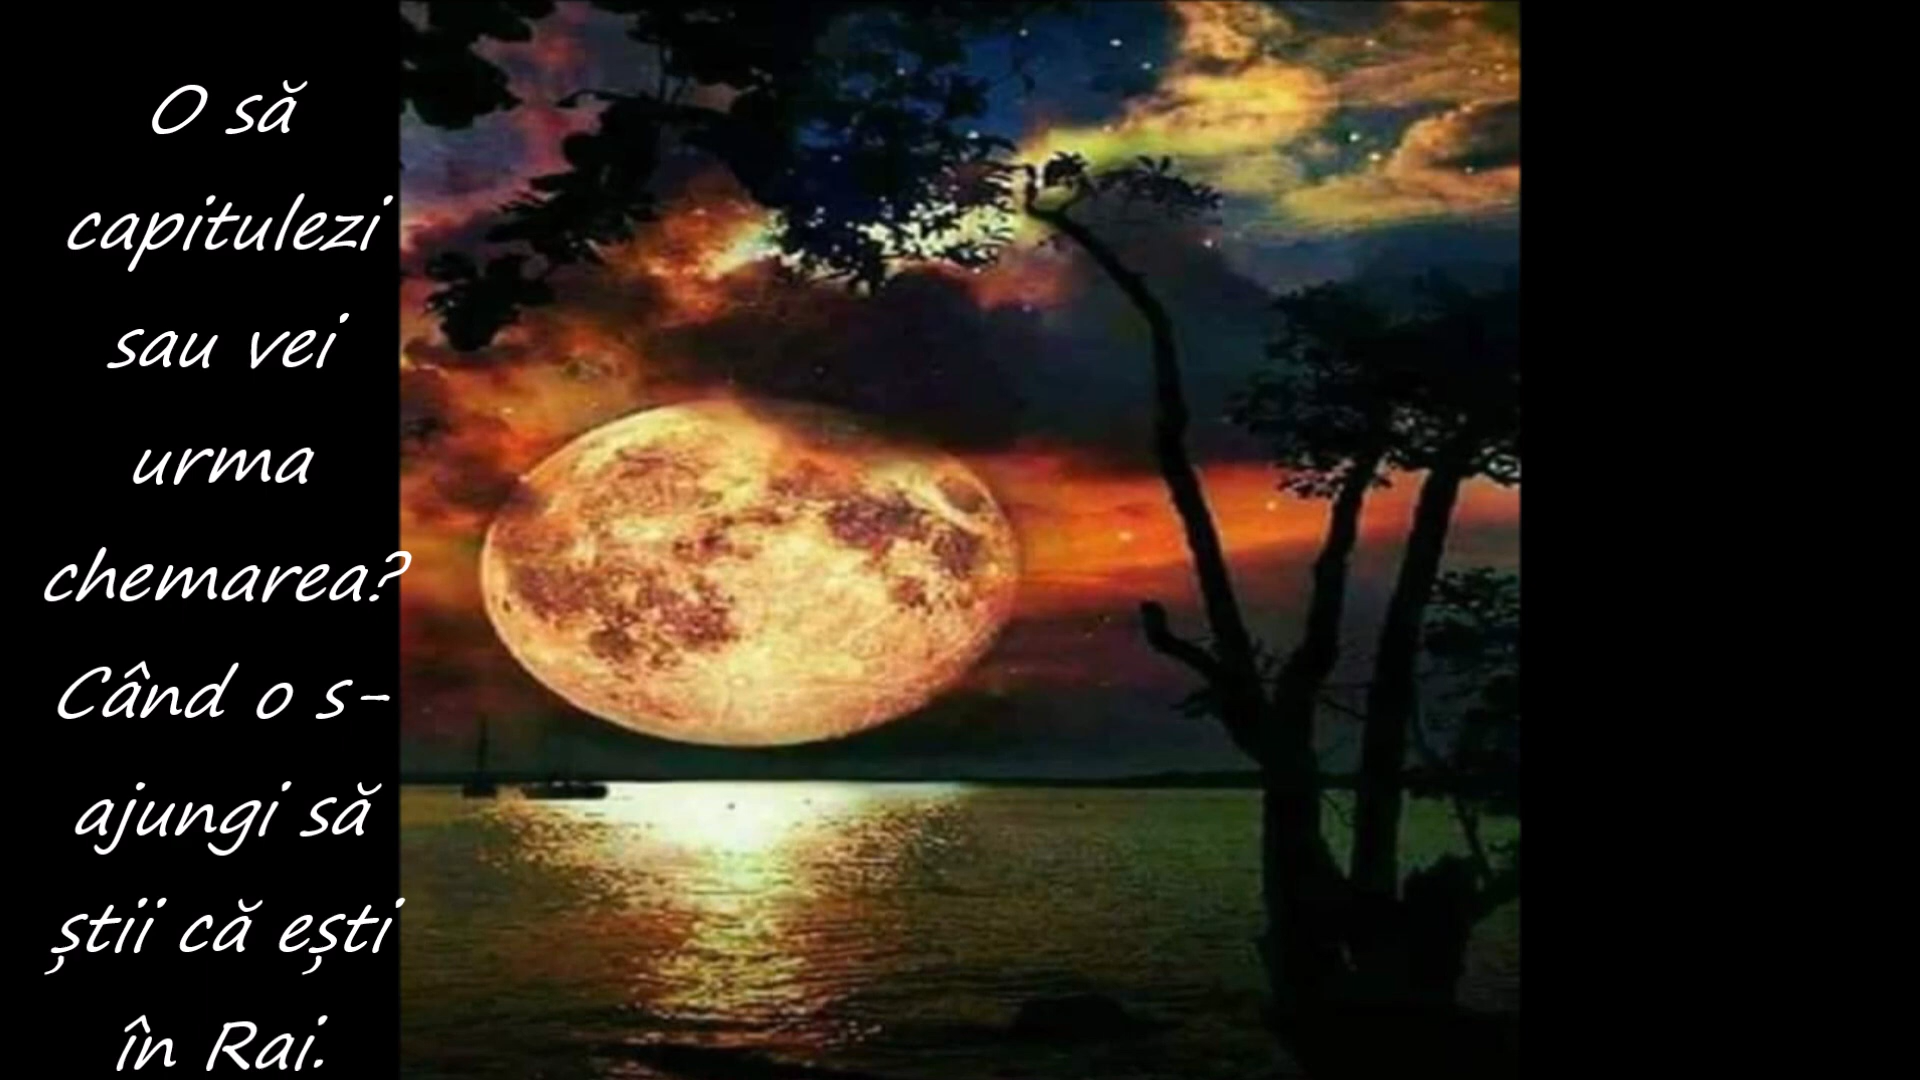 O să
capitulezi
sau vei
urma
chemarea?
Când o s-
ajungi să
știi că ești
în Rai.